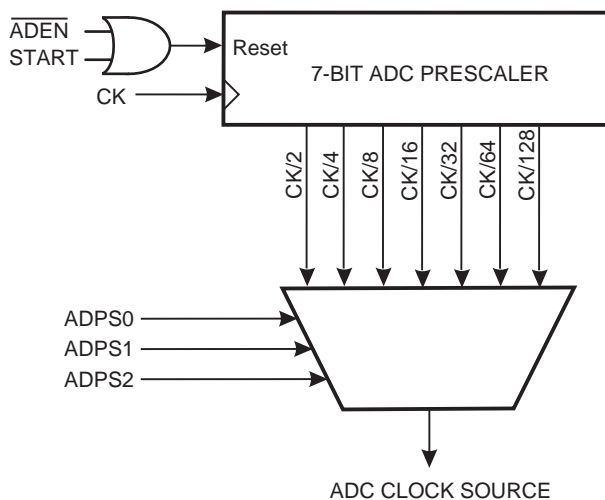 ADEN
START
Reset
7-BIT ADC PRESCALER
CK
CK/2
CK/4
CK/8
CK/16
CK/32
CK/64
CK/128
ADPS0
ADPS1
ADPS2
ADC CLOCK SOURCE